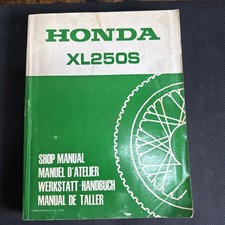 HONDA
XL250S
SHOP MANUAL
MANUEL D'ATELIER
WERKSTATT-HANDBUCH
MANUAL DE TALLER